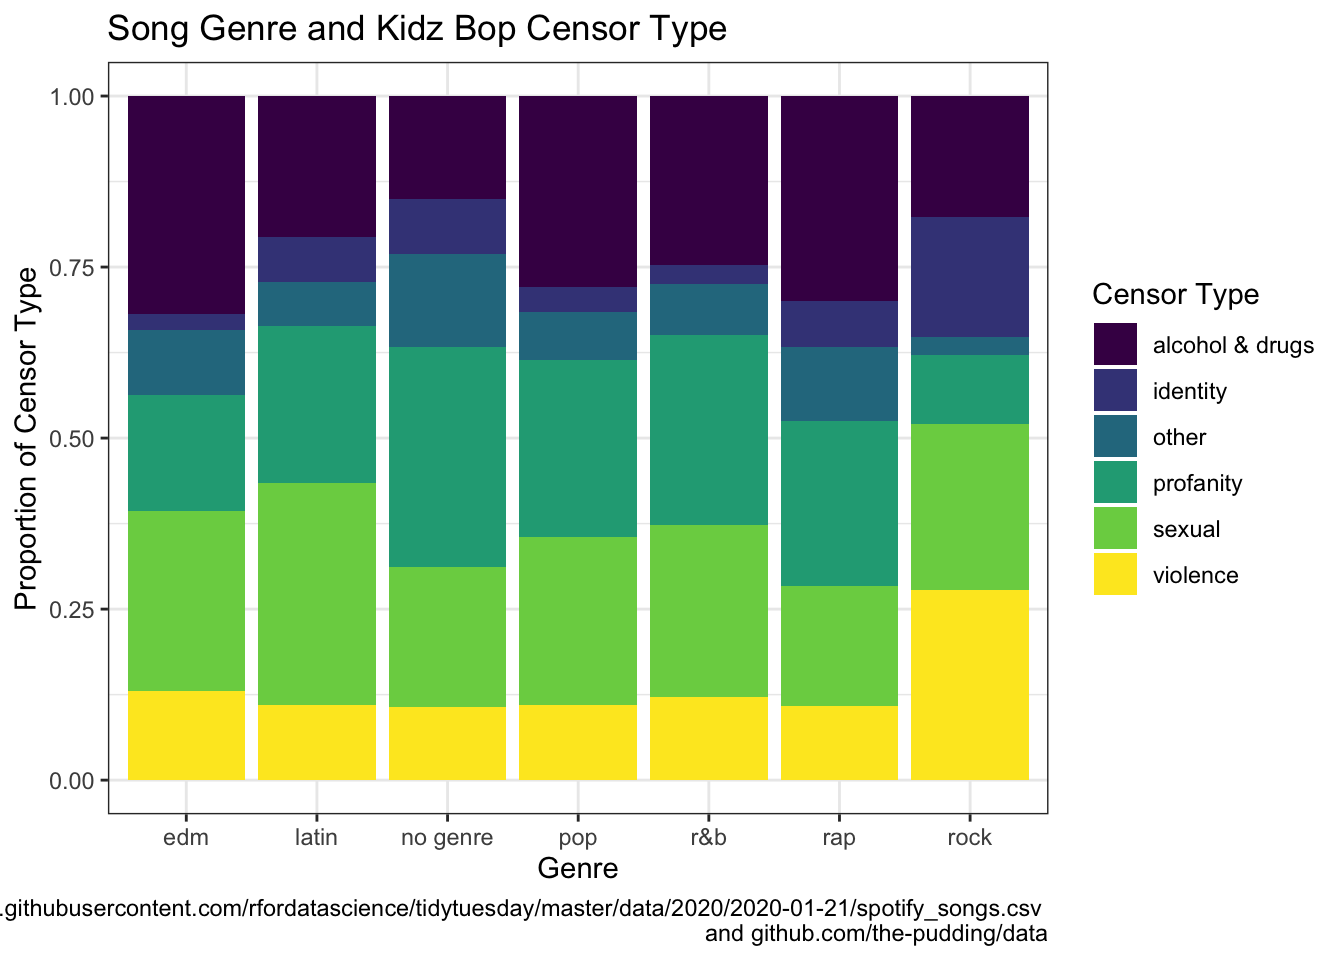 Song Genre and Kidz Bop Censor Type
Proportion of Censor Type
1.00
0.75
0.50
0.25
0.00
edm latin no genre pop r&b rap rock
Genre
Censor Type
alcohol & drugs
identity
other
profanity
sexual
violence
.githubusercontent.com/rfordatascience/tidytuesday/master/data/2020/2020-01-21/spotify_songs.csv
and github.com/the-pudding/data